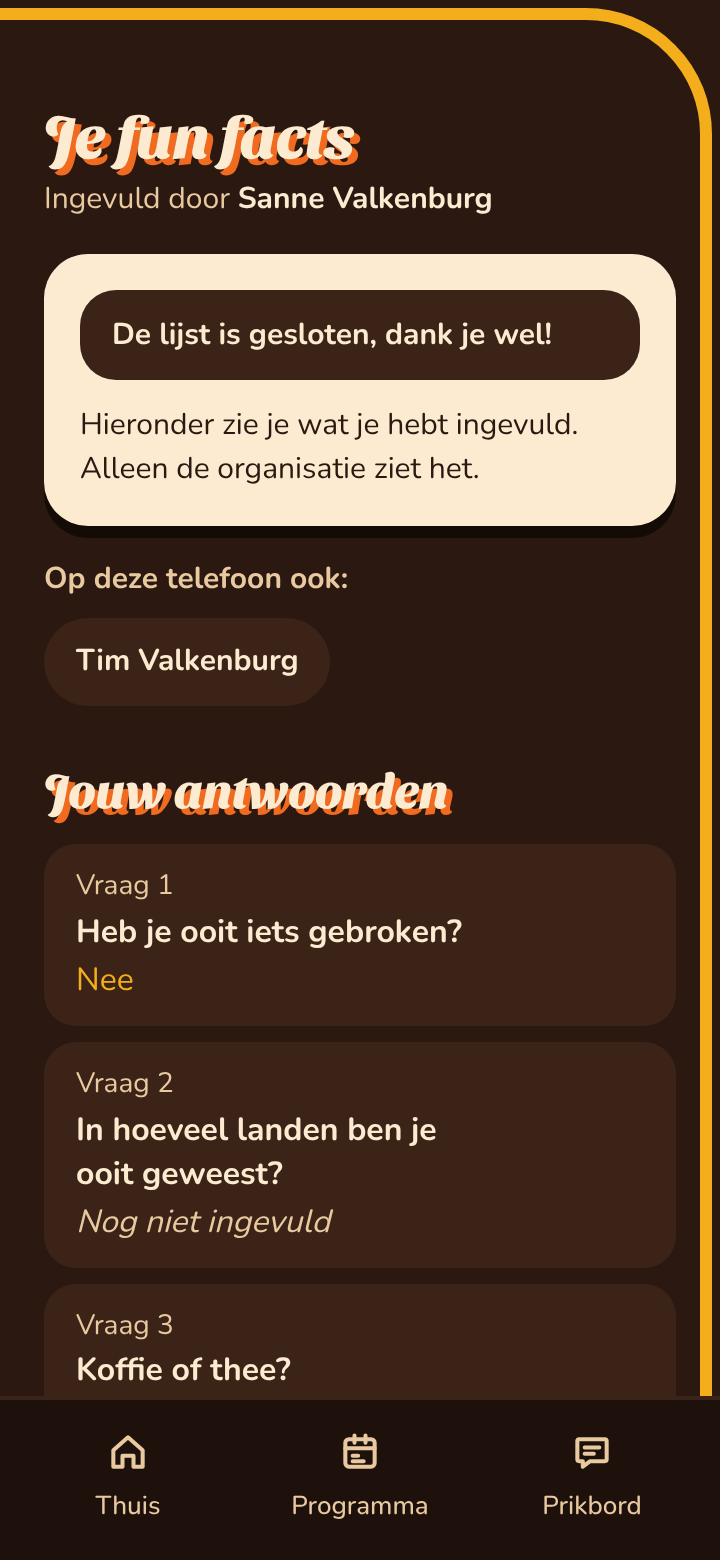 Je fun facts
Ingevuld door Sanne Valkenburg
De lijst is gesloten, dank je wel!
Hieronder zie je wat je hebt ingevuld.
Alleen de organisatie ziet het.
Op deze telefoon ook:
Tim Valkenburg
Jouw antwoorden
Vraag 1
Heb je ooit iets gebroken?
Nee
Vraag 2
In hoeveel landen ben je
ooit geweest?
Nog niet ingevuld
Vraag 3
Koffie of thee?
Thuis
Programma
Prikbord